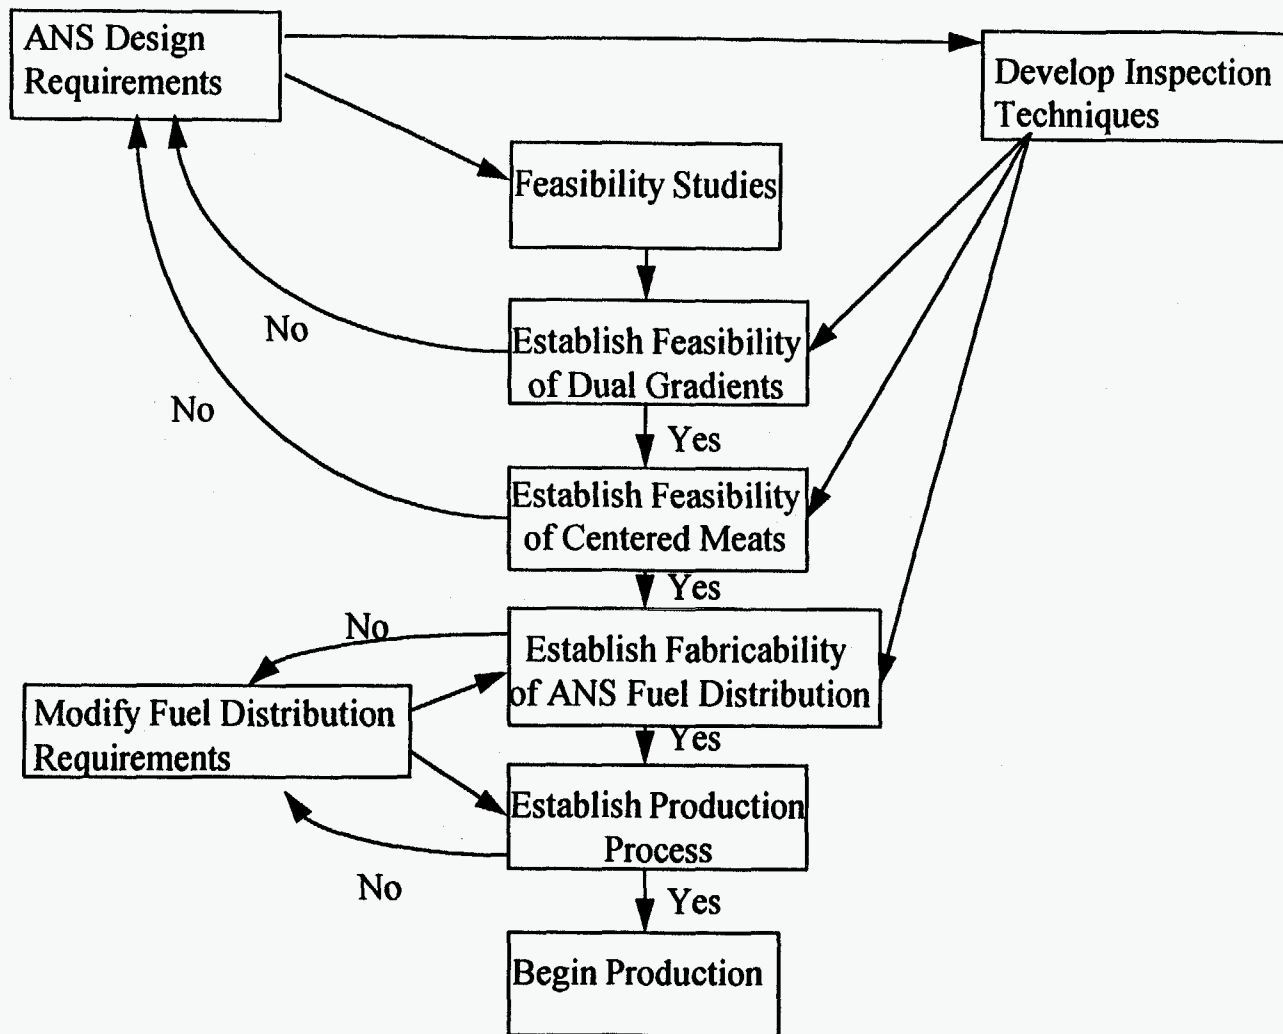 ANS Design
Requirements
Develop Inspection
Techniques
Feasibility Studies
No
Establish Feasibility
of Dual Gradients
No
Yes
Establish Feasibility
of Centered Meats
Yes
No
Establish Fabricability
of ANS Fuel Distribution
Modify Fuel Distribution
Requirements
Yes
Establish Production
Process
No
Yes
Begin Production